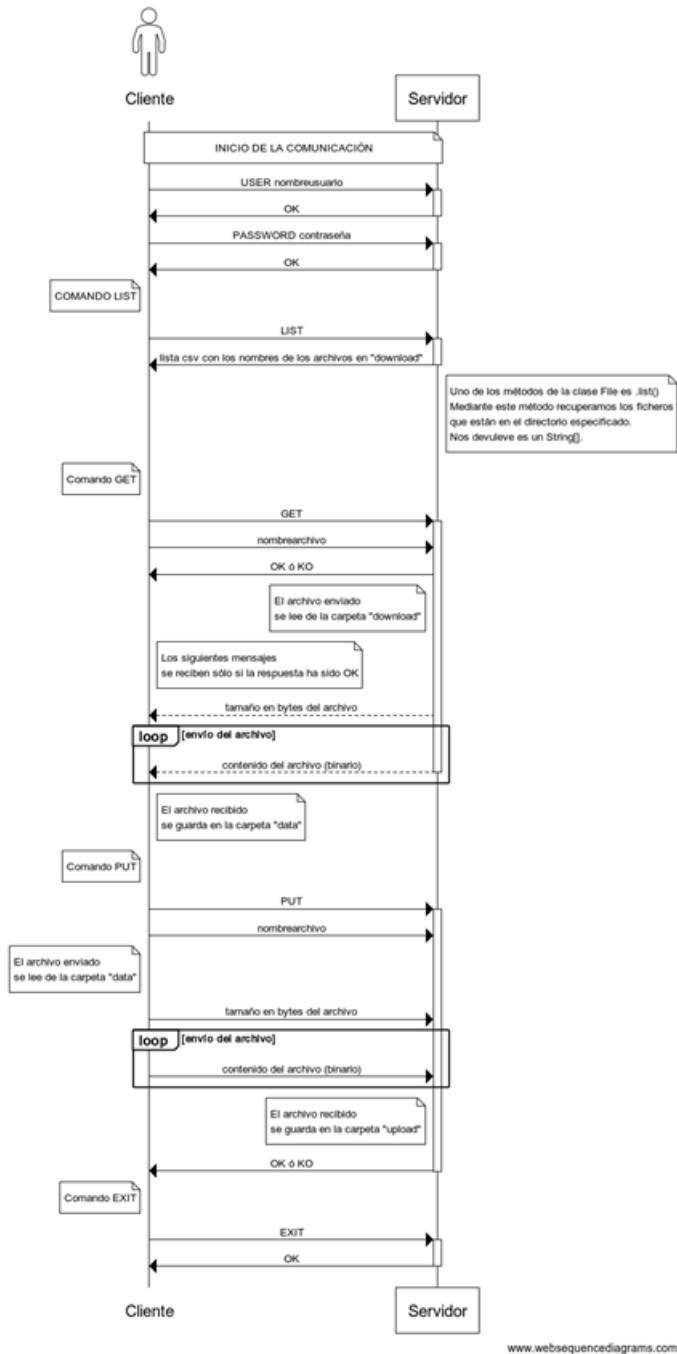 Cliente
Servidor
INICIO DE LA COMUNICACIÓN
USER nombreusuario
OK
PASSWORD contraseña
OK
COMANDO LIST
LIST
lista csv con los nombres de los archivos en "download"
Uno de los métodos de la clase File es .list()
Mediante este método recuperamos los ficheros
que están en el directorio especificado.
Nos devuleve es un String[].
Comando GET
GET
nombrearchivo
OK ó KO
El archivo enviado
se lee de la carpeta "download"
Los siguientes mensajes
se reciben sólo si la respuesta ha sido OK
tamaño en bytes del archivo
loop [envío del archivo]
contenido del archivo (binario)
El archivo recibido
se guarda en la carpeta "data"
Comando PUT
PUT
nombrearchivo
El archivo enviado
se lee de la carpeta "data"
tamaño en bytes del archivo
loop [envío del archivo]
contenido del archivo (binario)
El archivo recibido
se guarda en la carpeta "upload"
OK ó KO
Comando EXIT
EXIT
OK
Cliente
Servidor
www.websequencediagrams.com